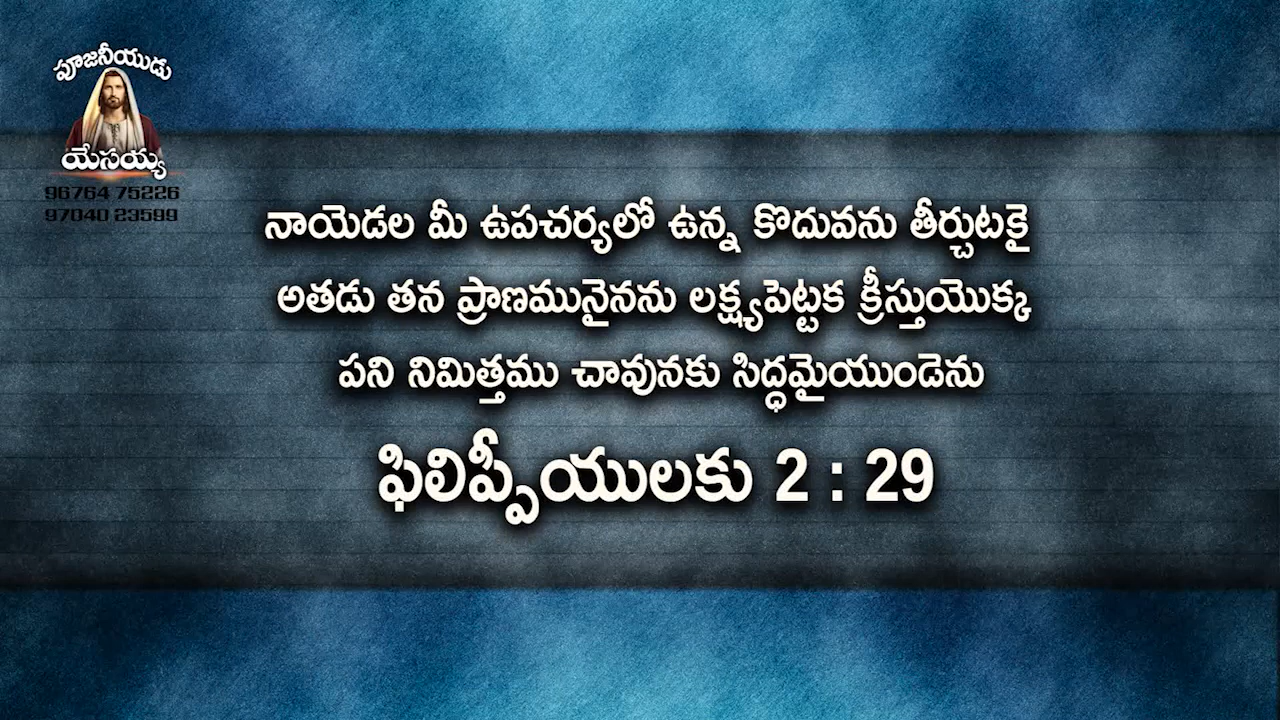 పూజనీయుడు
యేసయ్య
96764 75226
97040 23599
నాయెడల మీ ఉపచర్యలో ఉన్న కొదువను తీర్చుటకై
అతడు తన ప్రాణమునైనను లక్ష్యపెట్టక క్రీస్తుయొక్క
పని నిమిత్తము చావునకు సిద్ధమైయుండెను
ఫిలిప్పీయులకు 2 : 29